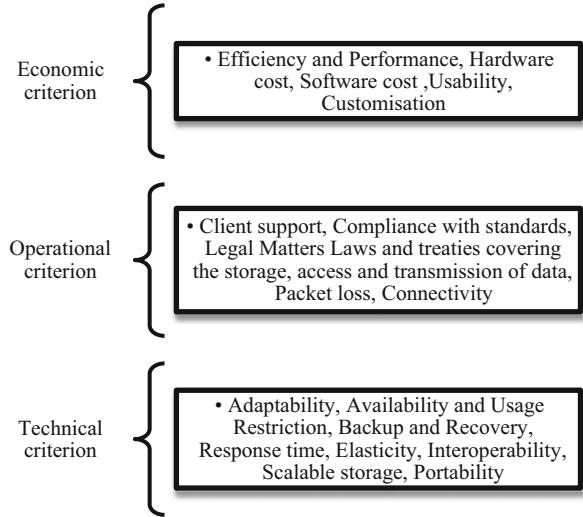 Economic
criterion
• Efficiency and Performance, Hardware
cost, Software cost ,Usability,
Customisation
Operational
criterion
• Client support, Compliance with standards,
Legal Matters Laws and treaties covering
the storage, access and transmission of data,
Packet loss, Connectivity
Technical
criterion
• Adaptability, Availability and Usage
Restriction, Backup and Recovery,
Response time, Elasticity, Interoperability,
Scalable storage, Portability